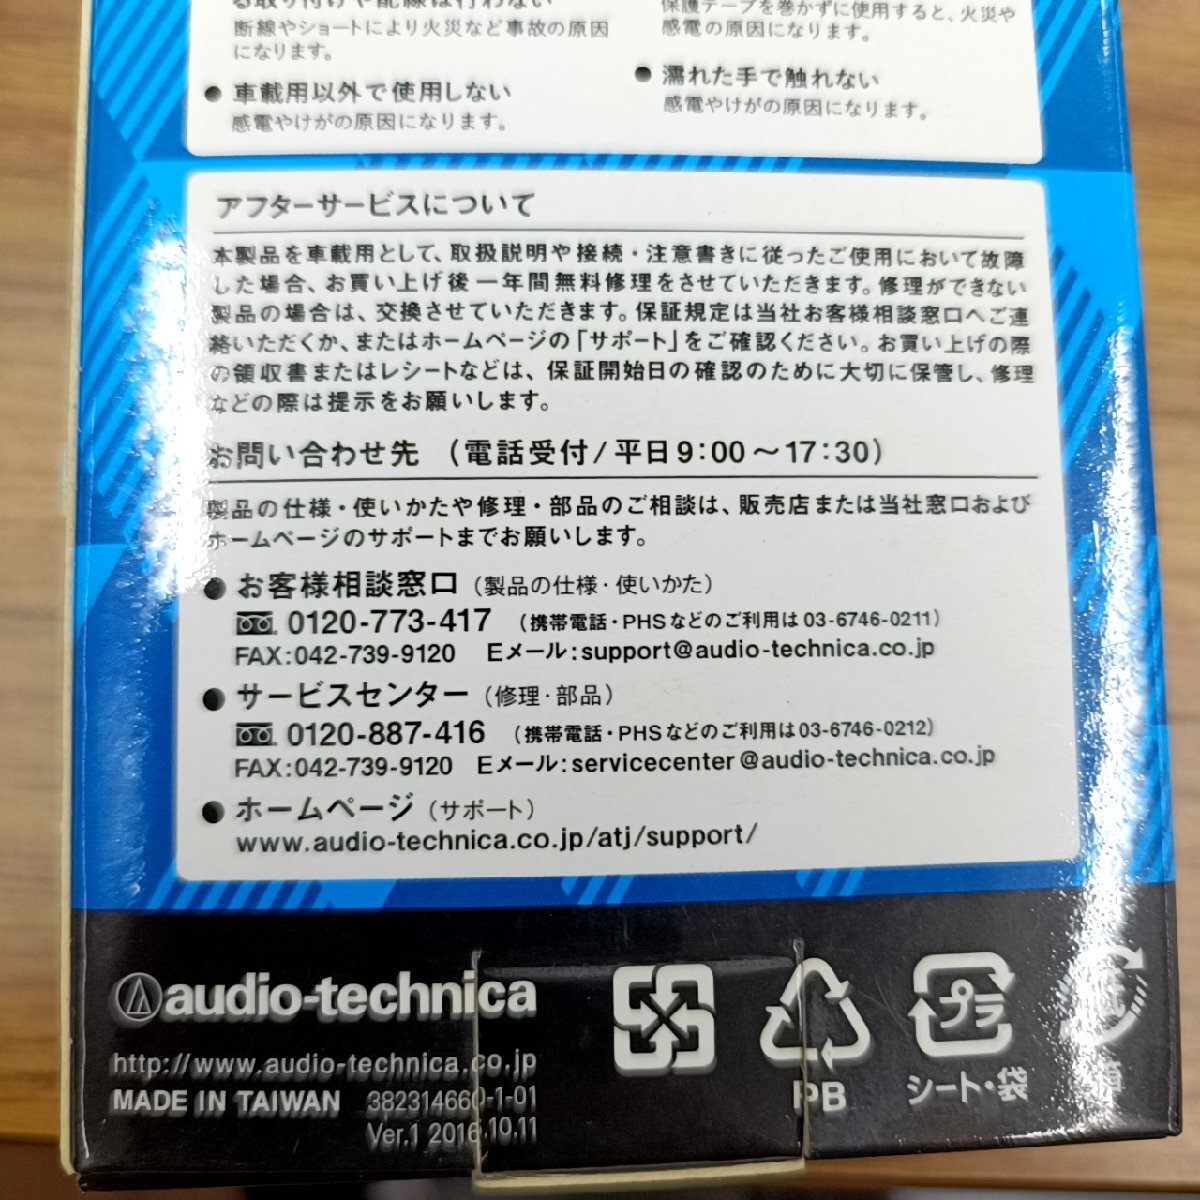 る取り付けや配線は行わない
断線やショートにより火災など事故の原因
になります。
● 車載用以外で使用しない
感電やけがの原因になります。
保護テープを巻かずに使用すると、火災や
感電の原因になります。
● 濡れた手で触れない
感電やけがの原因になります。
アフターサービスについて
本製品を車載用として、取扱説明や接続・注意書きに従ったご使用において故障
した場合、お買い上げ後一年間無料修理をさせていただきます。修理ができない
製品の場合は、交換させていただきます。保証規定は当社お客様相談窓口へご連
絡いただくか、またはホームページの「サポート」をご確認ください。お買い上げの際
の領収書またはレシートなどは、保証開始日の確認のために大切に保管し、修理
などの際は提示をお願いします。
お問い合わせ先 (電話受付/平日9:00～17:30)
製品の仕様・使いかたや修理・部品のご相談は、販売店または当社窓口および
ホームページのサポートまでお願いします。
● お客様相談窓口 (製品の仕様・使いかた)
0120-773-417 (携帯電話・PHSなどのご利用は03-6746-0211)
FAX:042-739-9120 Eメール:support@audio-technica.co.jp
● サービスセンター (修理・部品)
0120-887-416 (携帯電話・PHSなどのご利用は03-6746-0212)
FAX:042-739-9120 Eメール:servicecenter@audio-technica.co.jp
● ホームページ (サポート)
www.audio-technica.co.jp/atj/support/
audio-technica
http://www.audio-technica.co.jp
MADE IN TAIWAN 382314660-1-01
Ver.1 2016.10.11
PB
プラ
シート・袋